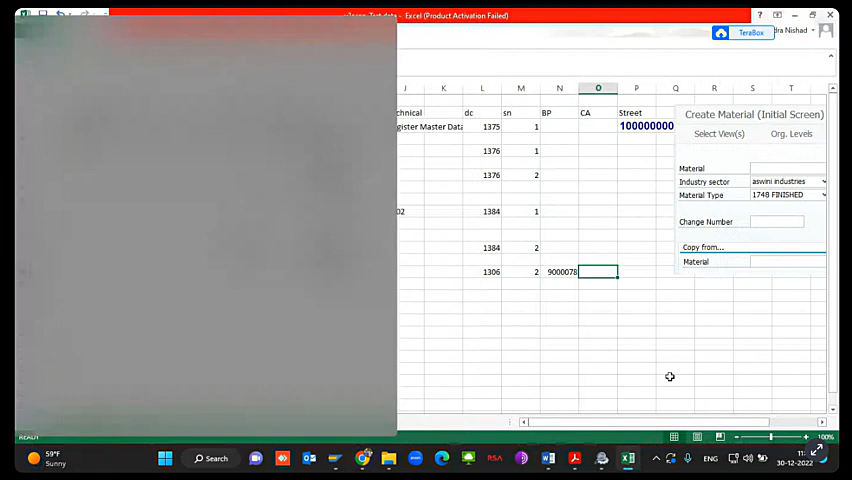 Test data - Excel (Product Activation Failed)
dra Nishad
TeraBox
J K L M N O P Q R S T
chnical dc sn BP CA Street
egister Master Data 1375 1 100000000
1376 1
1376 2
02 1384 1
1384 2
1306 2 9000078
Create Material (Initial Screen)
Select View(s) Org. Levels
Material
Industry sector aswini industries
Material Type 1748 FINISHED
Change Number
Copy from...
Material
READY
100%
59°F
Sunny
Search
RSA
ENG
30-12-2022